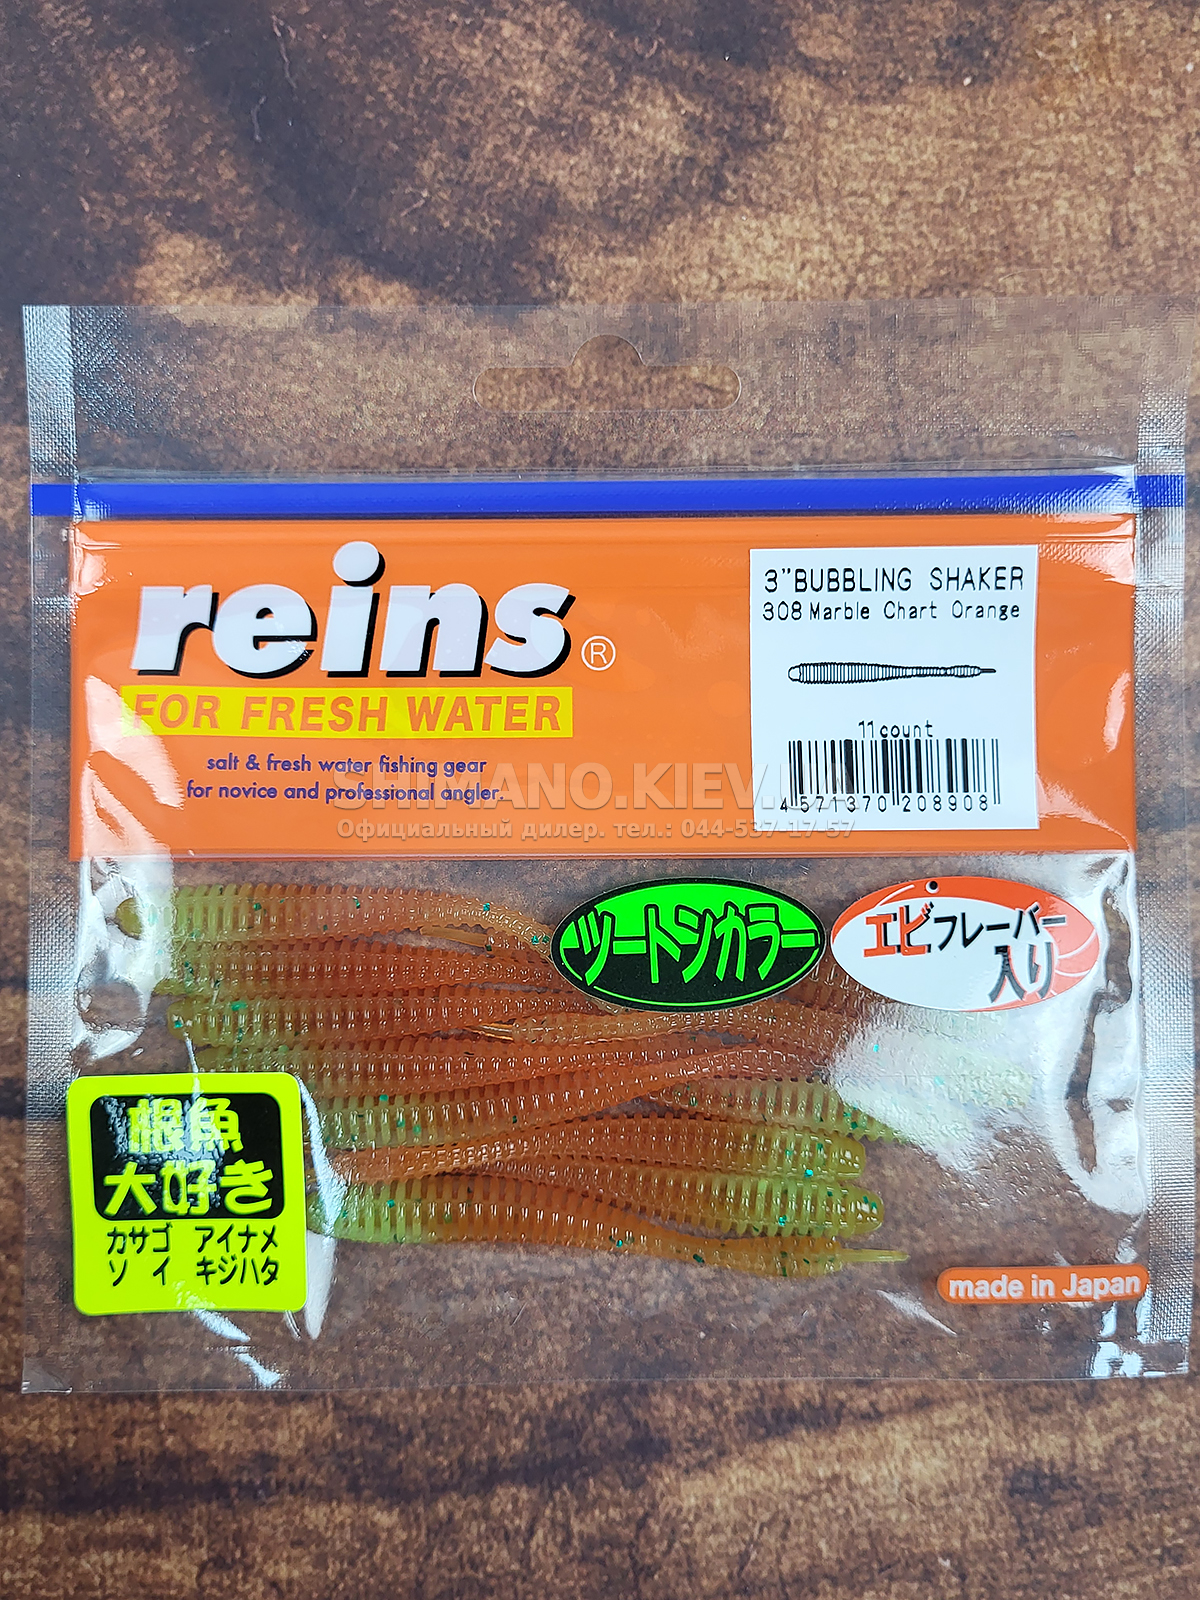 reins®
FOR FRESH WATER
salt & fresh water fishing gear
for novice and professional angler.
3"BUBBLING SHAKER
308 Marble Chart Orange
11 count
4 571370 208908
SHIMANO.KIEV.UA
Официальный дилер. тел.: 044-537-17-57
ツートンカラー
エビフレーバー
入り
根魚
大好き
カサゴ アイナメ
ソイ キジハタ
made in Japan